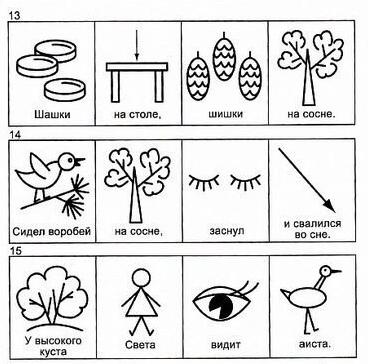 13
Шашки на столе, шишки на сосне.
14
Сидел воробей на сосне, заснул и свалился
во сне.
15
У высокого Света видит аиста.
куста